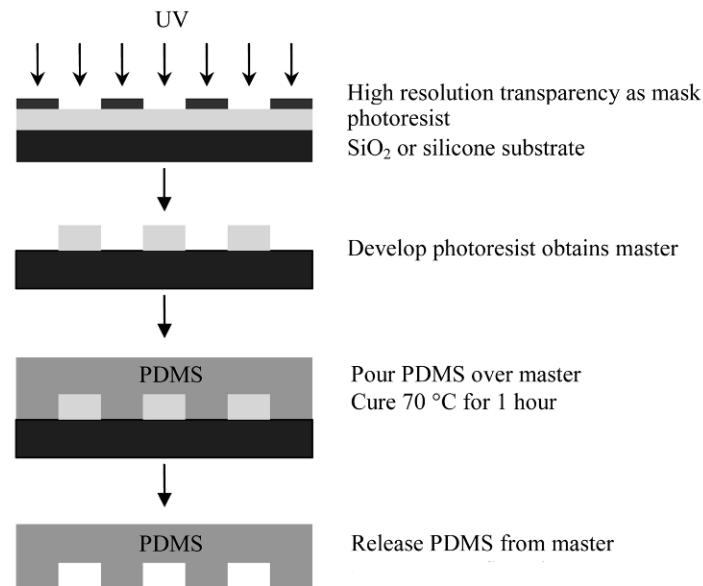 UV
High resolution transparency as mask
photoresist
SiO₂ or silicone substrate
Develop photoresist obtains master
PDMS
Pour PDMS over master
Cure 70 °C for 1 hour
PDMS
Release PDMS from master